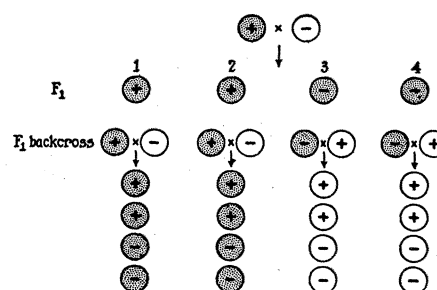 + × -
1 2 3 4
F₁ + + - -
F₁ backcross + × - + × - - × + - × +
+ + + +
+ + + +
- - - -
- - - -